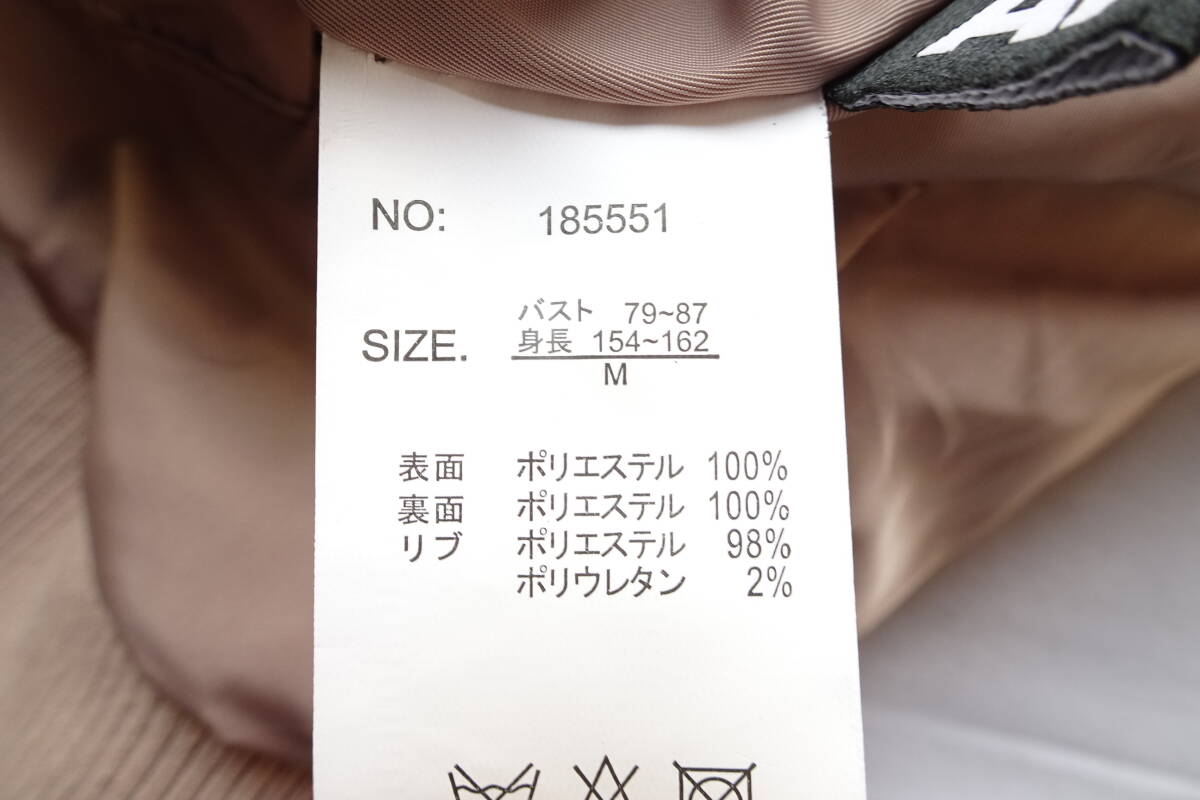 NO: 185551
バスト 79~87
身長 154~162
SIZE.
M
表面 ポリエステル 100%
裏面 ポリエステル 100%
リブ ポリエステル 98%
ポリウレタン 2%